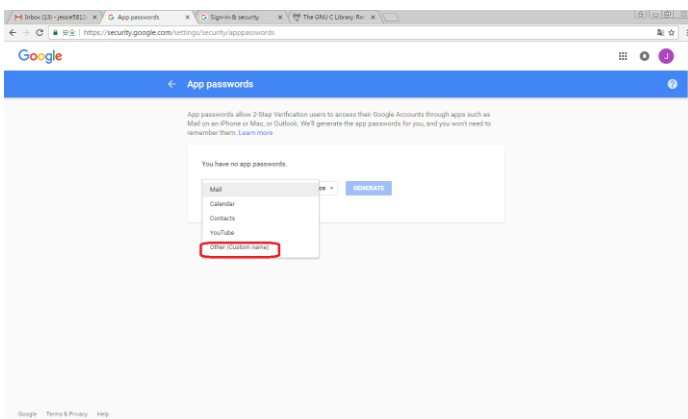 Inbox (13) - jessie581.
App passwords
Sign-in & security
The GNU C Library: Re
安全 | https://security.google.com/settings/security/apppasswords
Google
J
← App passwords
App passwords allow 2-Step Verification users to access their Google Accounts through apps such as
Mail on an iPhone or Mac, or Outlook. We'll generate the app passwords for you, and you won't need to
remember them. Learn more
You have no app passwords.
Mail
GENERATE
Calendar
Contacts
YouTube
Other (Custom name)
Google Terms & Privacy Help